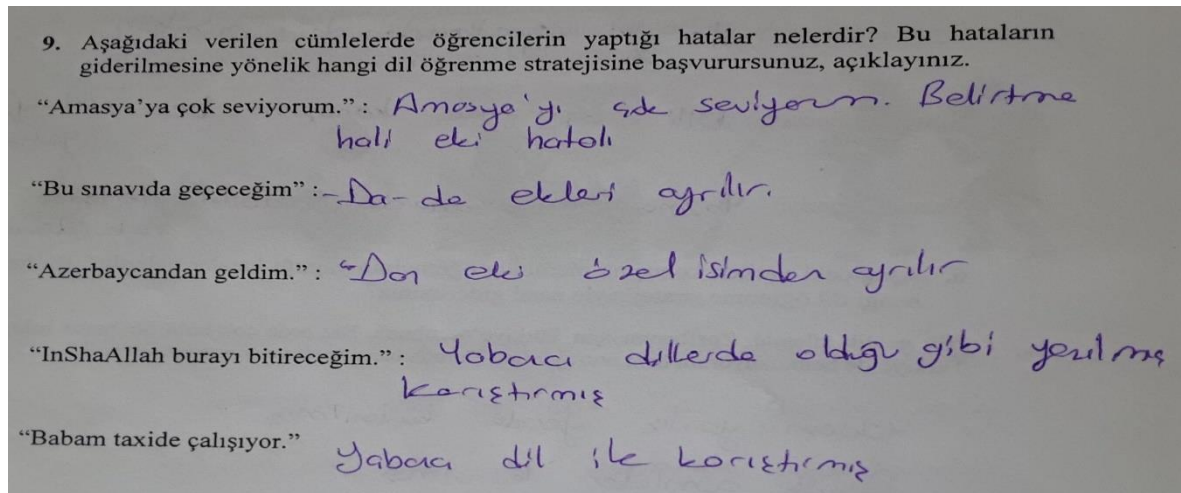 9. Aşağıdaki verilen cümlelerde öğrencilerin yaptığı hatalar nelerdir? Bu hataların
giderilmesine yönelik hangi dil öğrenme stratejisine başvurursunuz, açıklayınız.
“Amasya’ya çok seviyorum.” : Amasya'yı çok seviyorum. Belirtme
hali eki hatalı
“Bu sınavıda geçeceğim” : -Da- de ekleri ayrılır.
“Azerbaycandan geldim.” : “Dan eki özel isimden ayrılır
“InShaAllah burayı bitireceğim.” : Yabancı dillerde olduğu gibi yazılmış
karıştırmış
“Babam taxide çalışıyor.”
Yabancı dil ile karıştırmış